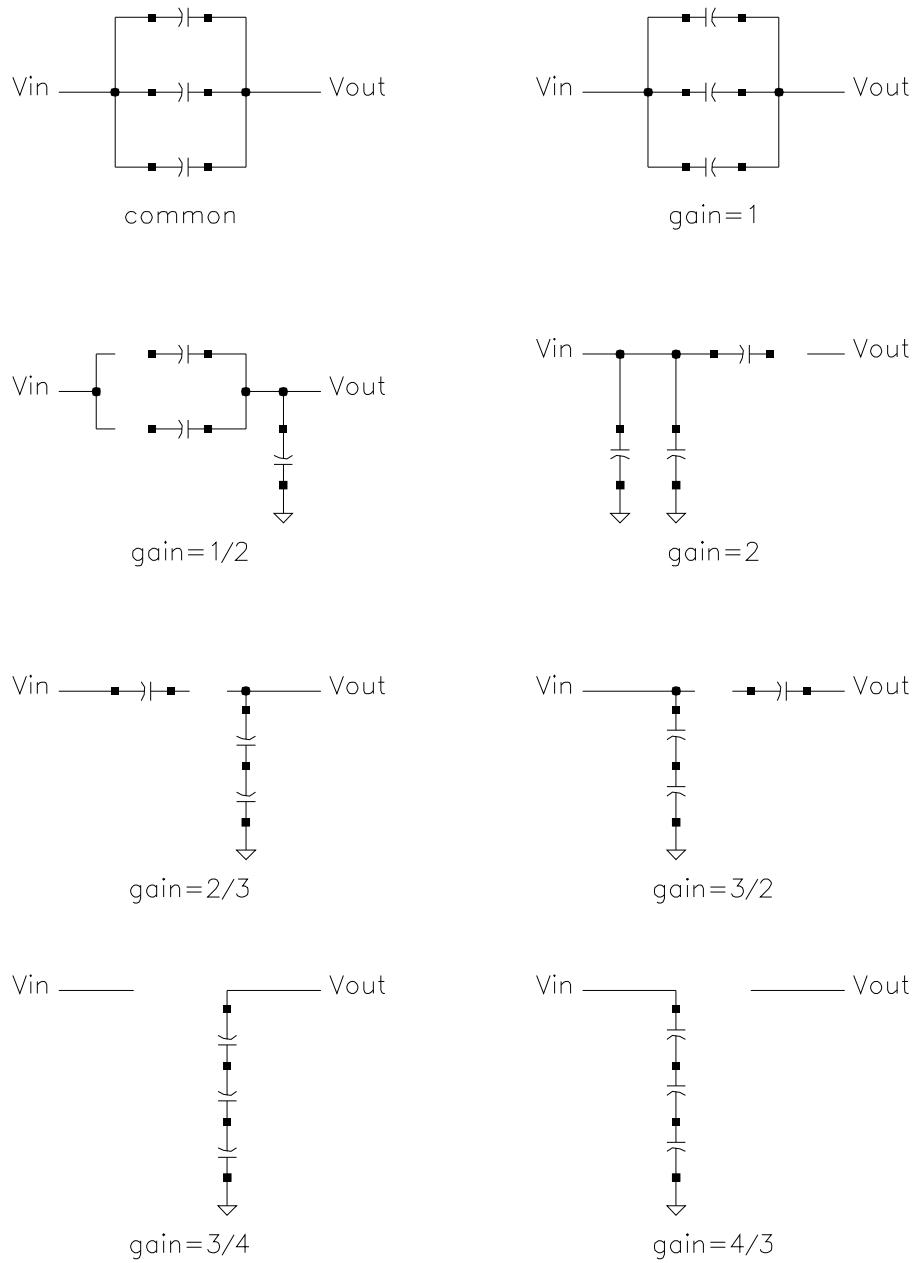 Vin Vout Vin Vout
common gain=1
Vin Vout Vin Vout
gain=1/2 gain=2
Vin Vout Vin Vout
gain=2/3 gain=3/2
Vin Vout Vin Vout
gain=3/4 gain=4/3